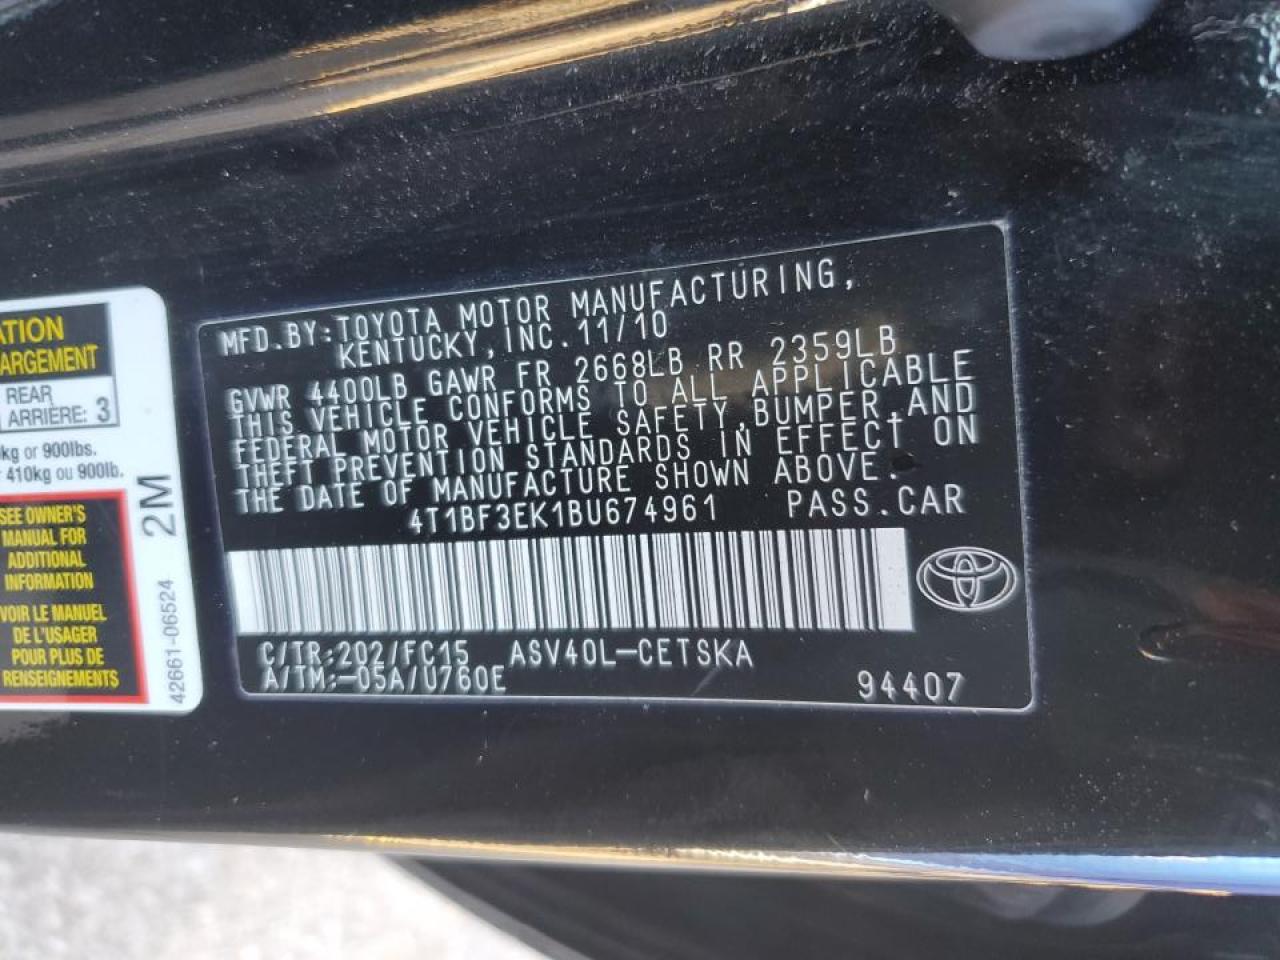 ATION
ARGEMENT
REAR
ARRIÈRE: 3
kg or 900lbs.
410kg ou 900lb.
SEE OWNER'S
MANUAL FOR
ADDITIONAL
INFORMATION
VOIR LE MANUEL
DE L'USAGER
POUR PLUS DE
RENSEIGNEMENTS
2M
42661-06524
MFD.BY:TOYOTA MOTOR MANUFACTURING,
KENTUCKY,INC.11/10
GVWR 4400LB GAWR FR 2668LB RR 2359LB
THIS VEHICLE CONFORMS TO ALL APPLICABLE
FEDERAL MOTOR VEHICLE SAFETY,BUMPER,AND
THEFT PREVENTION STANDARDS IN EFFECT ON
THE DATE OF MANUFACTURE SHOWN ABOVE.
4T1BF3EK1BU674961 PASS.CAR
C/TR:202/FC15 ASV40L-CETSKA
A/TM:-05A/U760E
94407